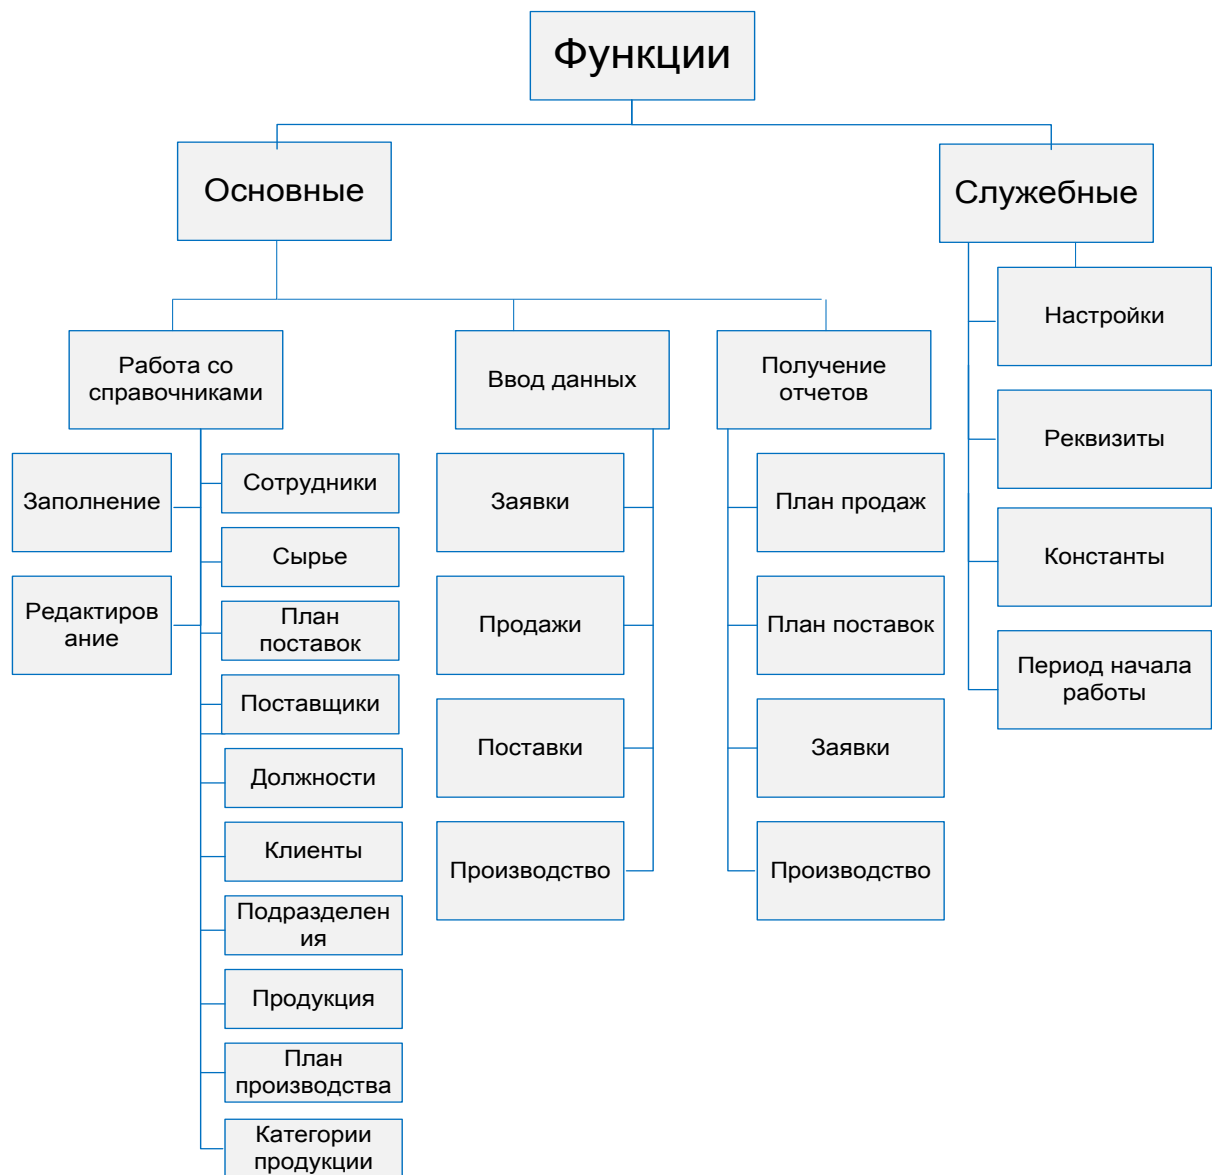 Функции
Основные
Служебные
Работа со
справочниками
Ввод данных
Получение
отчетов
Настройки
Реквизиты
Константы
Период начала
работы
Заполнение
Редактиров
ание
Сотрудники
Сырье
План
поставок
Поставщики
Должности
Клиенты
Подразделен
ия
Продукция
План
производства
Категории
продукции
Заявки
Продажи
Поставки
Производство
План продаж
План поставок
Заявки
Производство